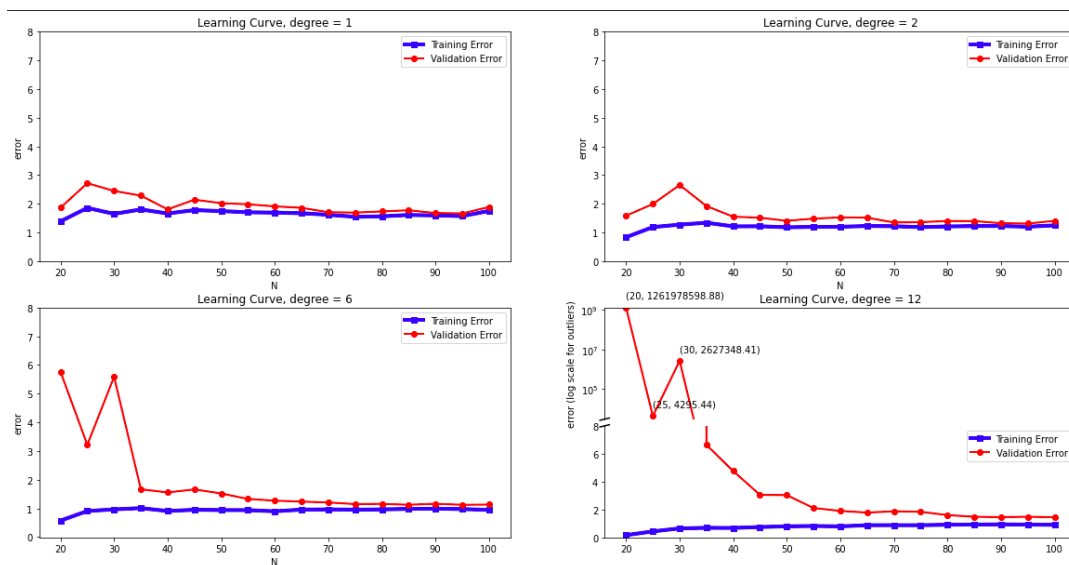 Learning Curve, degree = 1
error
8
7
6
5
4
3
2
1
0
Training Error
Validation Error
20 30 40 50 60 70 80 90 100
N
Learning Curve, degree = 2
error
8
7
6
5
4
3
2
1
0
Training Error
Validation Error
20 30 40 50 60 70 80 90 100
N
Learning Curve, degree = 6
error
8
7
6
5
4
3
2
1
0
Training Error
Validation Error
20 30 40 50 60 70 80 90 100
N
(20, 1261978598.88)
Learning Curve, degree = 12
error (log scale for outliers)
10⁹
10⁷
10⁵
(30, 2627348.41)
(25, 4295.44)
8
6
4
2
0
Training Error
Validation Error
20 30 40 50 60 70 80 90 100
N